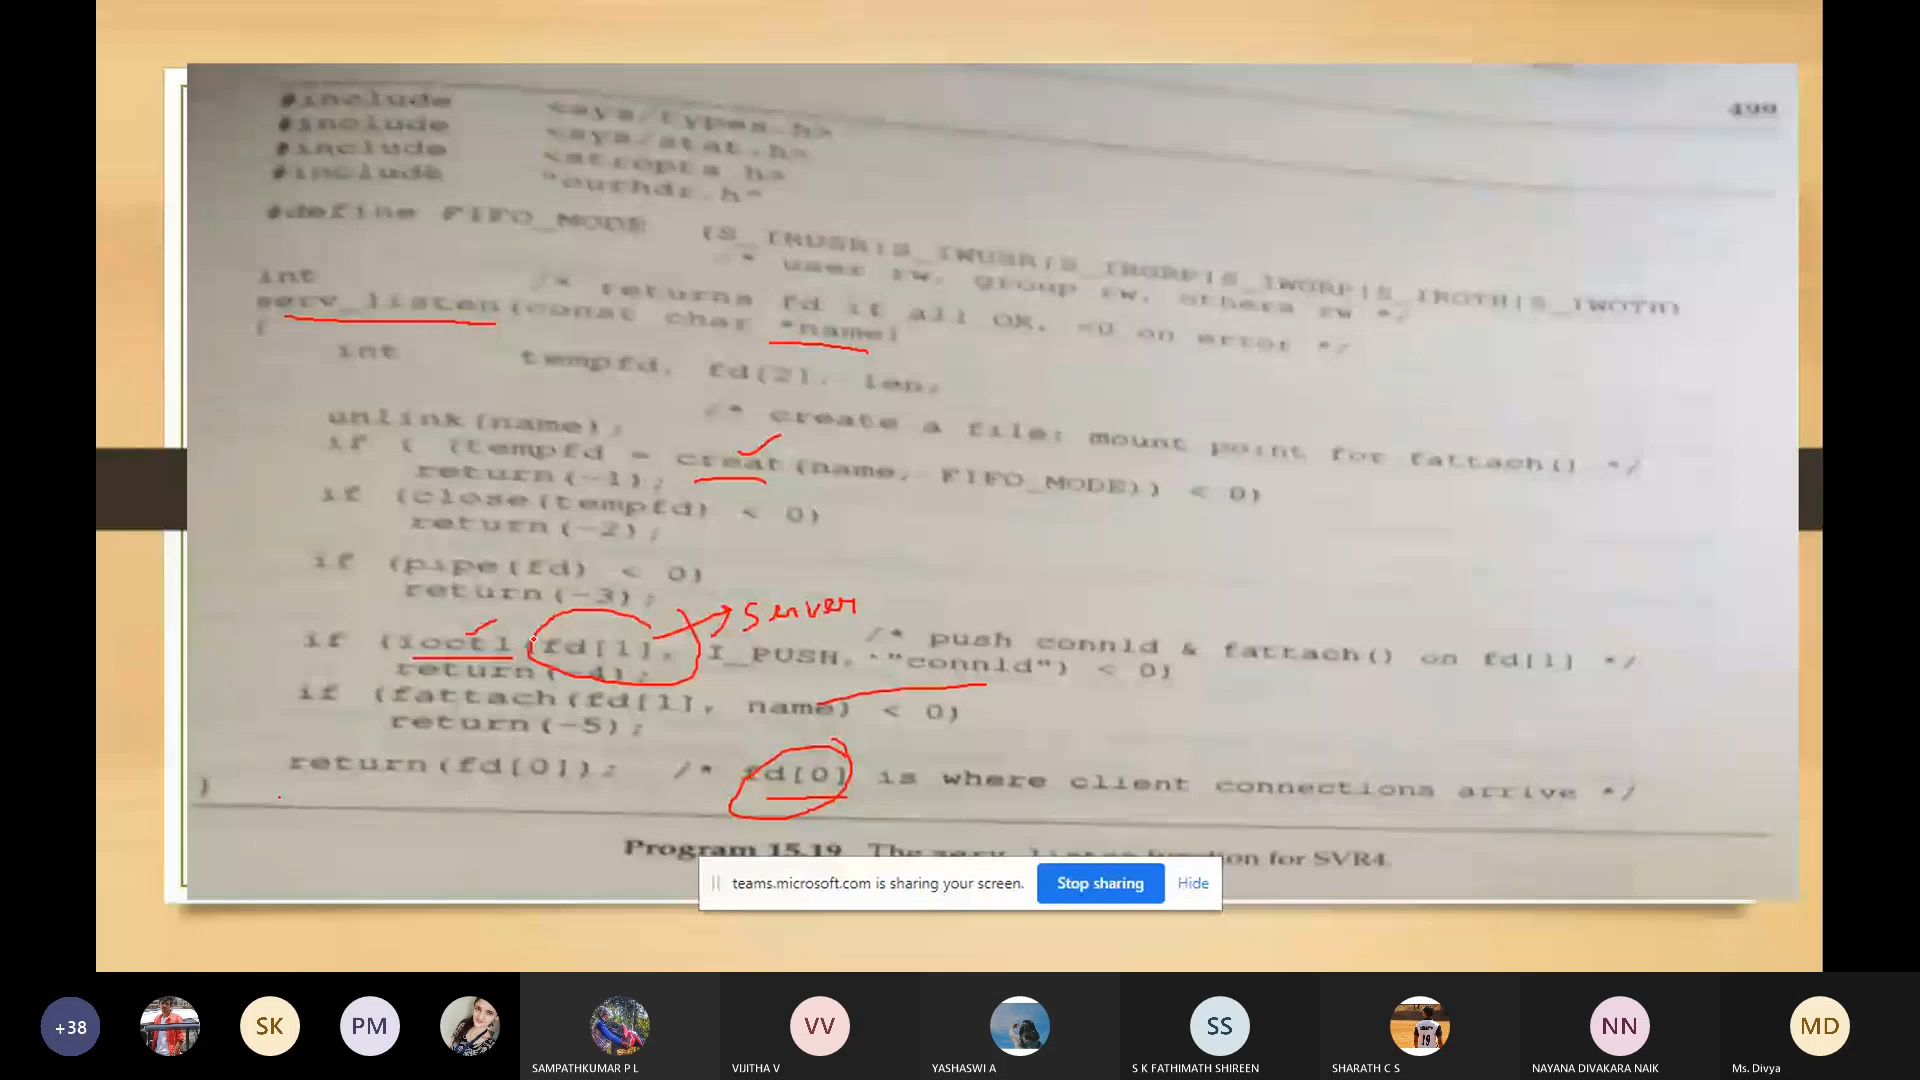 499
#include <sys/types.h>
#include <sys/stat.h>
#include <stropts.h>
#include "ourhdr.h"
#define FIFO_MODE (S_IRUSR|S_IWUSR|S_IRGRP|S_IWGRP|S_IROTH|S_IWOTH)
/* user rw, group rw, others rw */
int /* returns fd if all OK, <0 on error */
serv_listen(const char *name)
{
int tempfd, fd[2], len;
/* create a file: mount point for fattach() */
unlink(name);
if ( (tempfd = creat(name, FIFO_MODE)) < 0)
return(-1);
if (close(tempfd) < 0)
return(-2);
if (pipe(fd) < 0)
return(-3);
Server
/* push connld & fattach() on fd[1] */
if (ioctl(fd[1], I_PUSH, "connld") < 0)
return(-4);
if (fattach(fd[1], name) < 0)
return(-5);
return(fd[0]); /* fd[0] is where client connections arrive */
}
Program 15.19 The serv_listen function for SVR4
teams.microsoft.com is sharing your screen. Stop sharing Hide
+38 SK PM VV SS 19 NN MD
SAMPATHKUMAR P L VIJITHA V YASHASWI A S K FATHIMATH SHIREEN SHARATH C S NAYANA DIVAKARA NAIK Ms. Divya